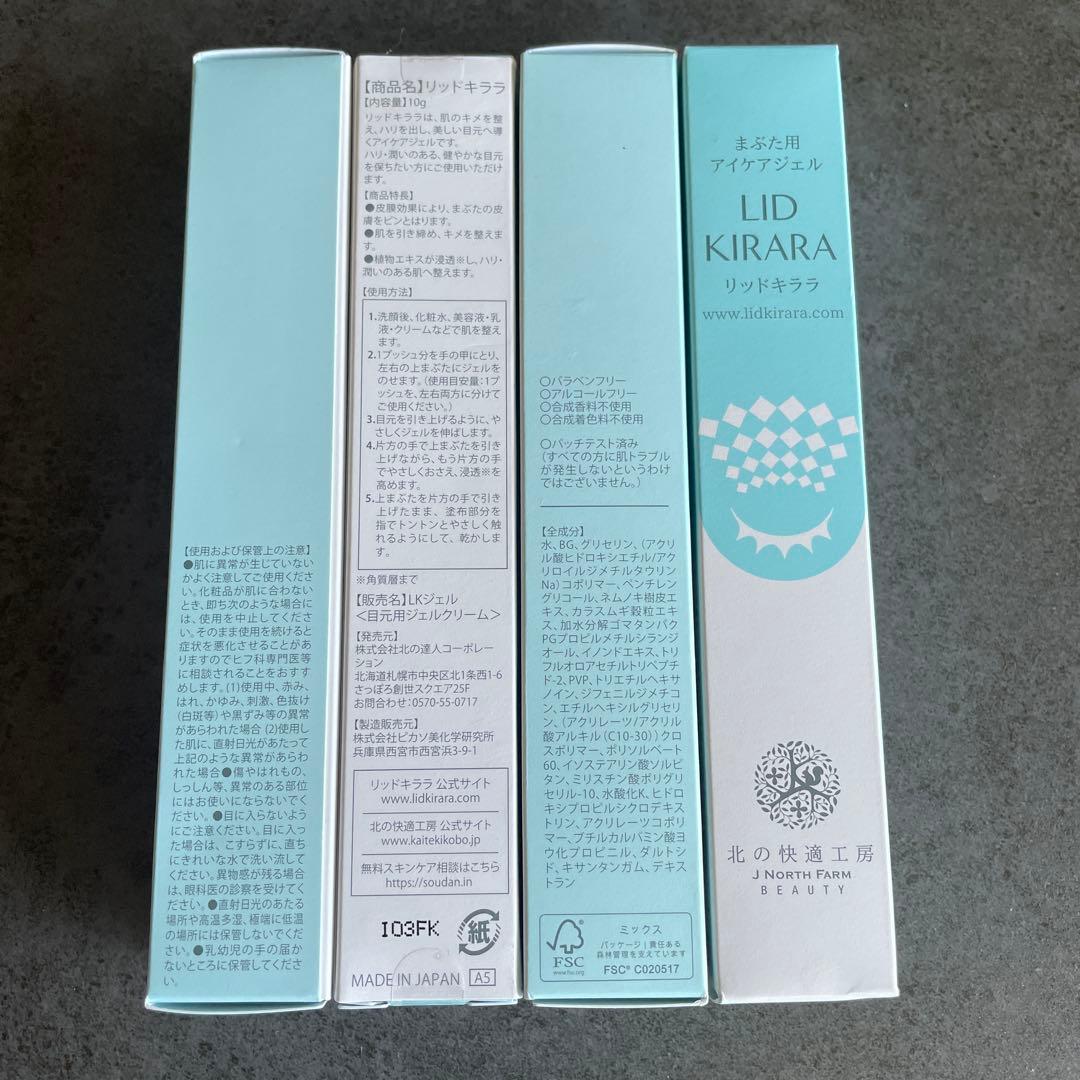 【使用および保管上の注意】
●肌に異常が生じていない
かよく注意してご使用くださ
い。化粧品が肌に合わない
とき、即ち次のような場合に
は、使用を中止してくださ
い。そのまま使用を続けると
症状を悪化させることがあ
りますのでヒフ科専門医等
に相談されることをおすす
めします。(1)使用中、赤み、
はれ、かゆみ、刺激、色抜け
(白斑等)や黒ずみ等の異常
があらわれた場合 (2)使用し
た肌に、直射日光があたって
上記のような異常があらわ
れた場合●傷やはれもの、
しっしん等、異常のある部位
にはお使いにならないでく
ださい。●目に入らないよう
にご注意ください。目に入っ
た場合は、こすらずに、直ち
にきれいな水で洗い流して
ください。異物感が残る場合
は、眼科医の診察を受けてく
ださい。●直射日光のあたる
場所や高温多湿、極端に低温
の場所には保管しないでくだ
さい。●乳幼児の手の届か
ないところに保管してくださ
い。
【商品名】リッドキララ
【内容量】10g
リッドキララは、肌のキメを整
え、ハリを出し、美しい目元へ導
くアイケアジェルです。
ハリ・潤いのある、健やかな目元
を保ちたい方にご使用いただけ
ます。
【商品特長】
●皮膜効果により、まぶたの皮
膚をピンとはります。
●肌を引き締め、キメを整えま
す。
●植物エキスが浸透※し、ハリ・
潤いのある肌へ整えます。
【使用方法】
1.洗顔後、化粧水、美容液・乳
液・クリームなどで肌を整え
ます。
2.1プッシュ分を手の甲にとり、
左右の上まぶたにジェルを
のせます。(使用目安量:1プ
ッシュを、左右両方に分けて
ご使用ください。)
3.目元を引き上げるように、や
さしくジェルを伸ばします。
4.片方の手で上まぶたを引き
上げながら、もう片方の手
でやさしくおさえ、浸透※を
高めます。
5.上まぶたを片方の手で引き
上げたまま、塗布部分を
指でトントンとやさしく触
れるようにして、乾かしま
す。
※角質層まで
【販売名】LKジェル
<目元用ジェルクリーム>
【発売元】
株式会社北の達人コーポレー
ション
北海道札幌市中央区北1条西1-6
さっぽろ創世スクエア25F
お問合わせ:0570-55-0717
【製造販売元】
株式会社ピカソ美化学研究所
兵庫県西宮市西宮浜3-9-1
リッドキララ 公式サイト
www.lidkirara.com
北の快適工房 公式サイト
www.kaitekikobo.jp
無料スキンケア相談はこちら
https://soudan.in
IO3FK
紙
MADE IN JAPAN A5
○パラベンフリー
○アルコールフリー
○合成香料不使用
○合成着色料不使用
○パッチテスト済み
(すべての方に肌トラブル
が発生しないというわけ
ではございません。)
【全成分】
水、BG、グリセリン、(アクリ
ル酸ヒドロキシエチル/アク
リロイルジメチルタウリン
Na)コポリマー、ペンチレン
グリコール、ネムノキ樹皮エ
キス、カラスムギ穀粒エキ
ス、加水分解ゴマタンパク
PGプロピルメチルシランジ
オール、イノンドエキス、トリ
フルオロアセチルトリペプチ
ド-2、PVP、トリエチルヘキサ
ノイン、ジフェニルジメチコ
ン、エチルヘキシルグリセリ
ン、(アクリレーツ/アクリル
酸アルキル(C10-30))クロ
スポリマー、ポリソルベート
60、イソステアリン酸ソルビ
タン、ミリスチン酸ポリグリ
セリル-10、水酸化K、ヒドロ
キシプロピルシクロデキス
トリン、アクリレーツコポリ
マー、ブチルカルバミン酸ヨ
ウ化プロピニル、ダルトシ
ド、キサンタンガム、デキス
トラン
FSC
www.fsc.org
ミックス
パッケージ|責任ある
森林管理を支えています
FSC® C020517
まぶた用
アイケアジェル
LID
KIRARA
リッドキララ
www.lidkirara.com
北の快適工房
J NORTH FARM
BEAUTY